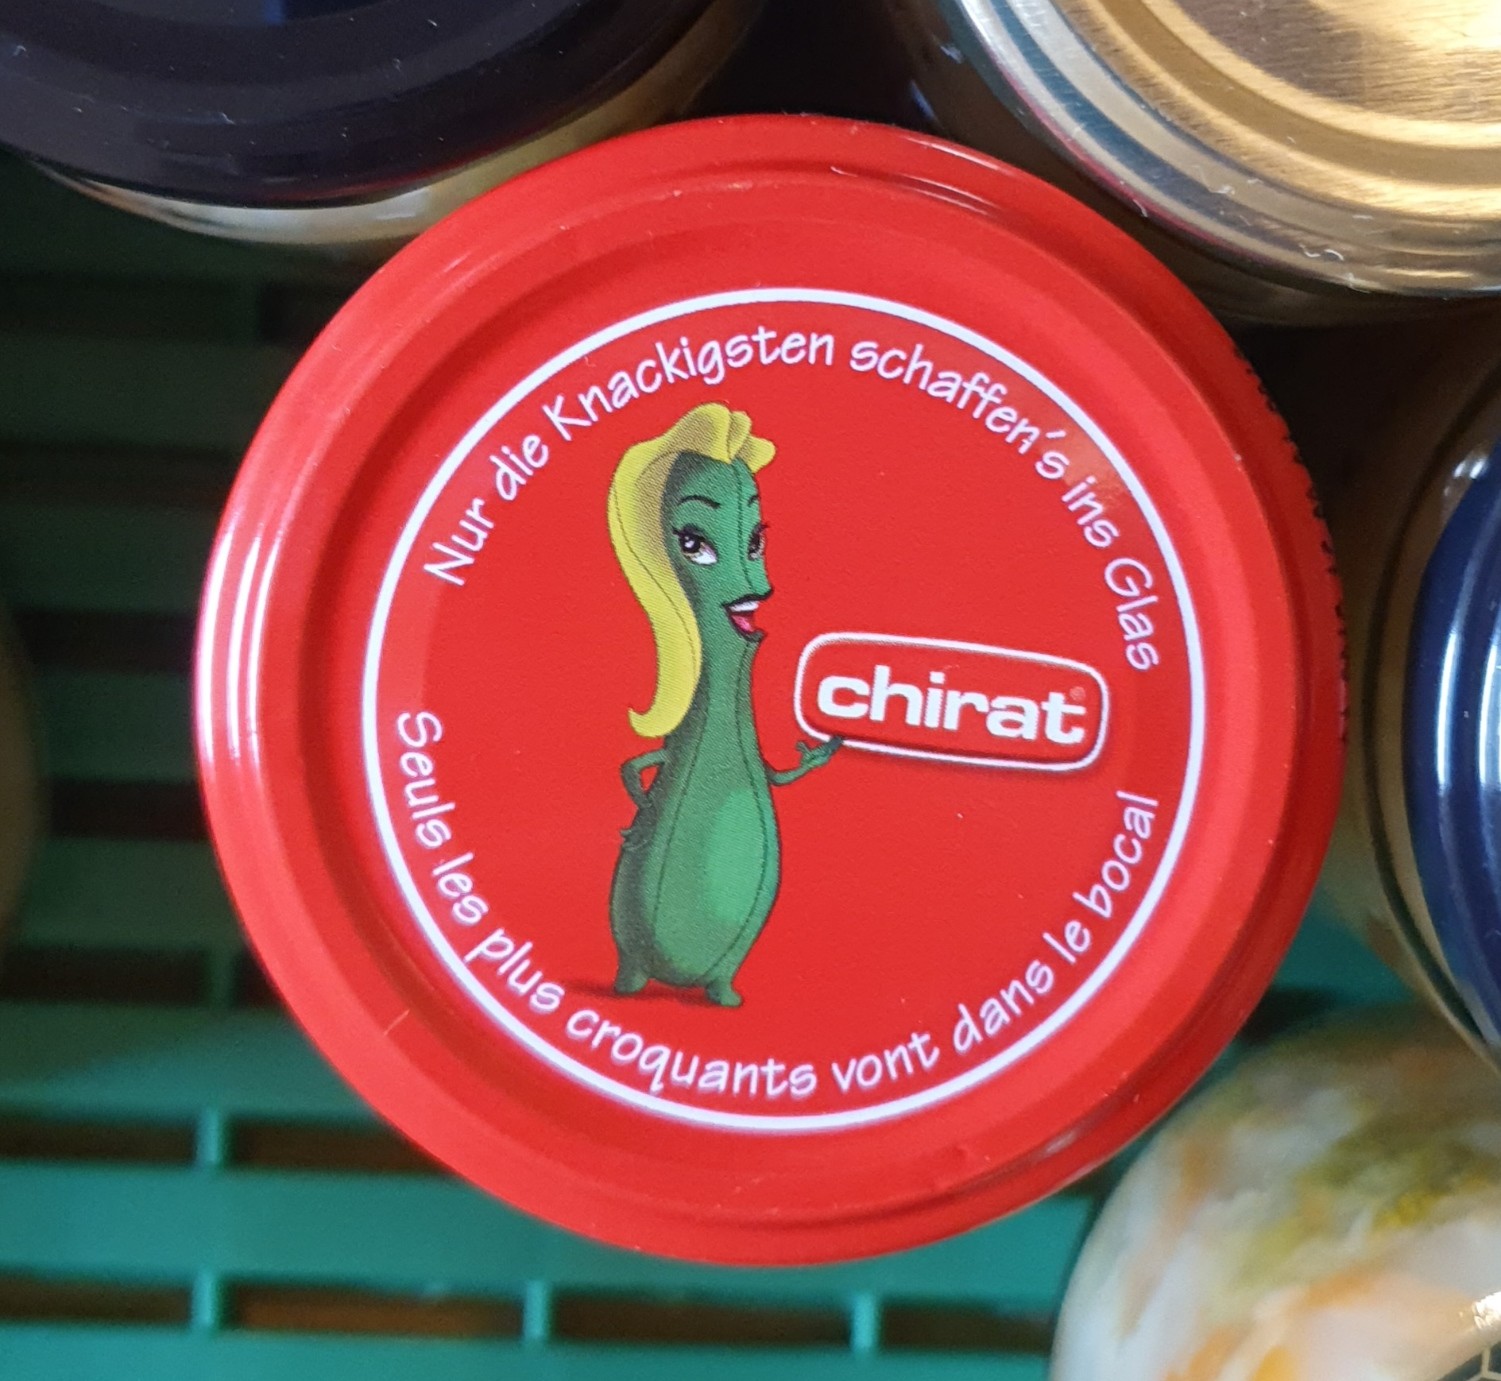 Nur die Knackigsten schaffen's ins Glas
chirat®
Seuls les plus croquants vont dans le bocal